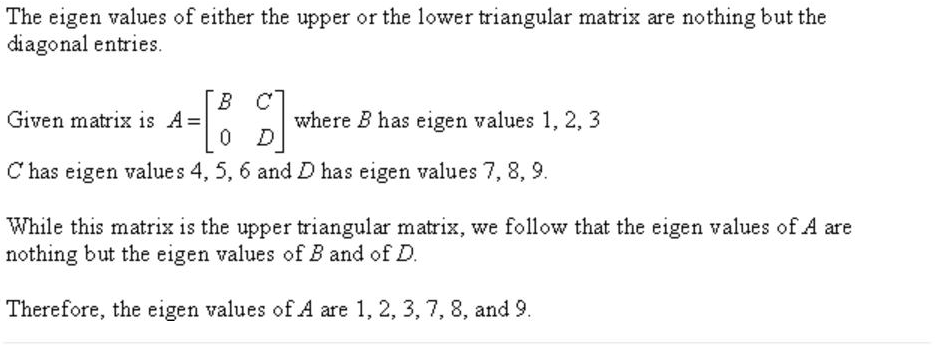 The eigen values of either the upper or the lower triangular matrix are nothing but the
diagonal entries.
Given matrix is A = [B C
0 D] where B has eigen values 1, 2, 3
C has eigen values 4, 5, 6 and D has eigen values 7, 8, 9.
While this matrix is the upper triangular matrix, we follow that the eigen values of A are
nothing but the eigen values of B and of D.
Therefore, the eigen values of A are 1, 2, 3, 7, 8, and 9.